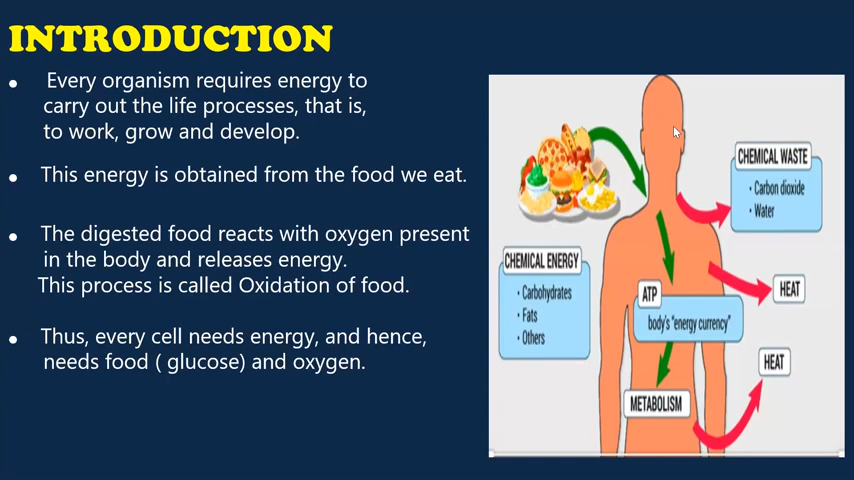 INTRODUCTION
• Every organism requires energy to
carry out the life processes, that is,
to work, grow and develop.
• This energy is obtained from the food we eat.
• The digested food reacts with oxygen present
in the body and releases energy.
This process is called Oxidation of food.
• Thus, every cell needs energy, and hence,
needs food ( glucose) and oxygen.
CHEMICAL WASTE
• Carbon dioxide
• Water
CHEMICAL ENERGY
• Carbohydrates
• Fats
• Others
ATP
body's "energy currency"
HEAT
HEAT
METABOLISM